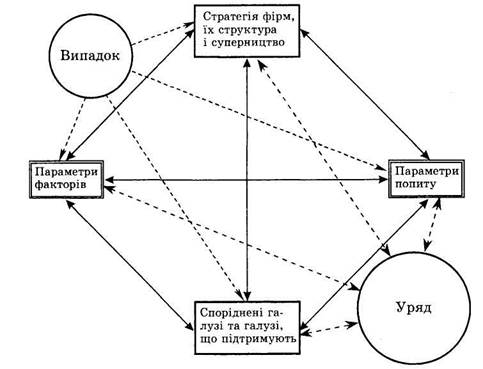 Стратегія фірм,
їх структура
і суперництво
Випадок
Параметри
факторів
Параметри
попиту
Споріднені га-
лузі та галузі,
що підтримують
Уряд